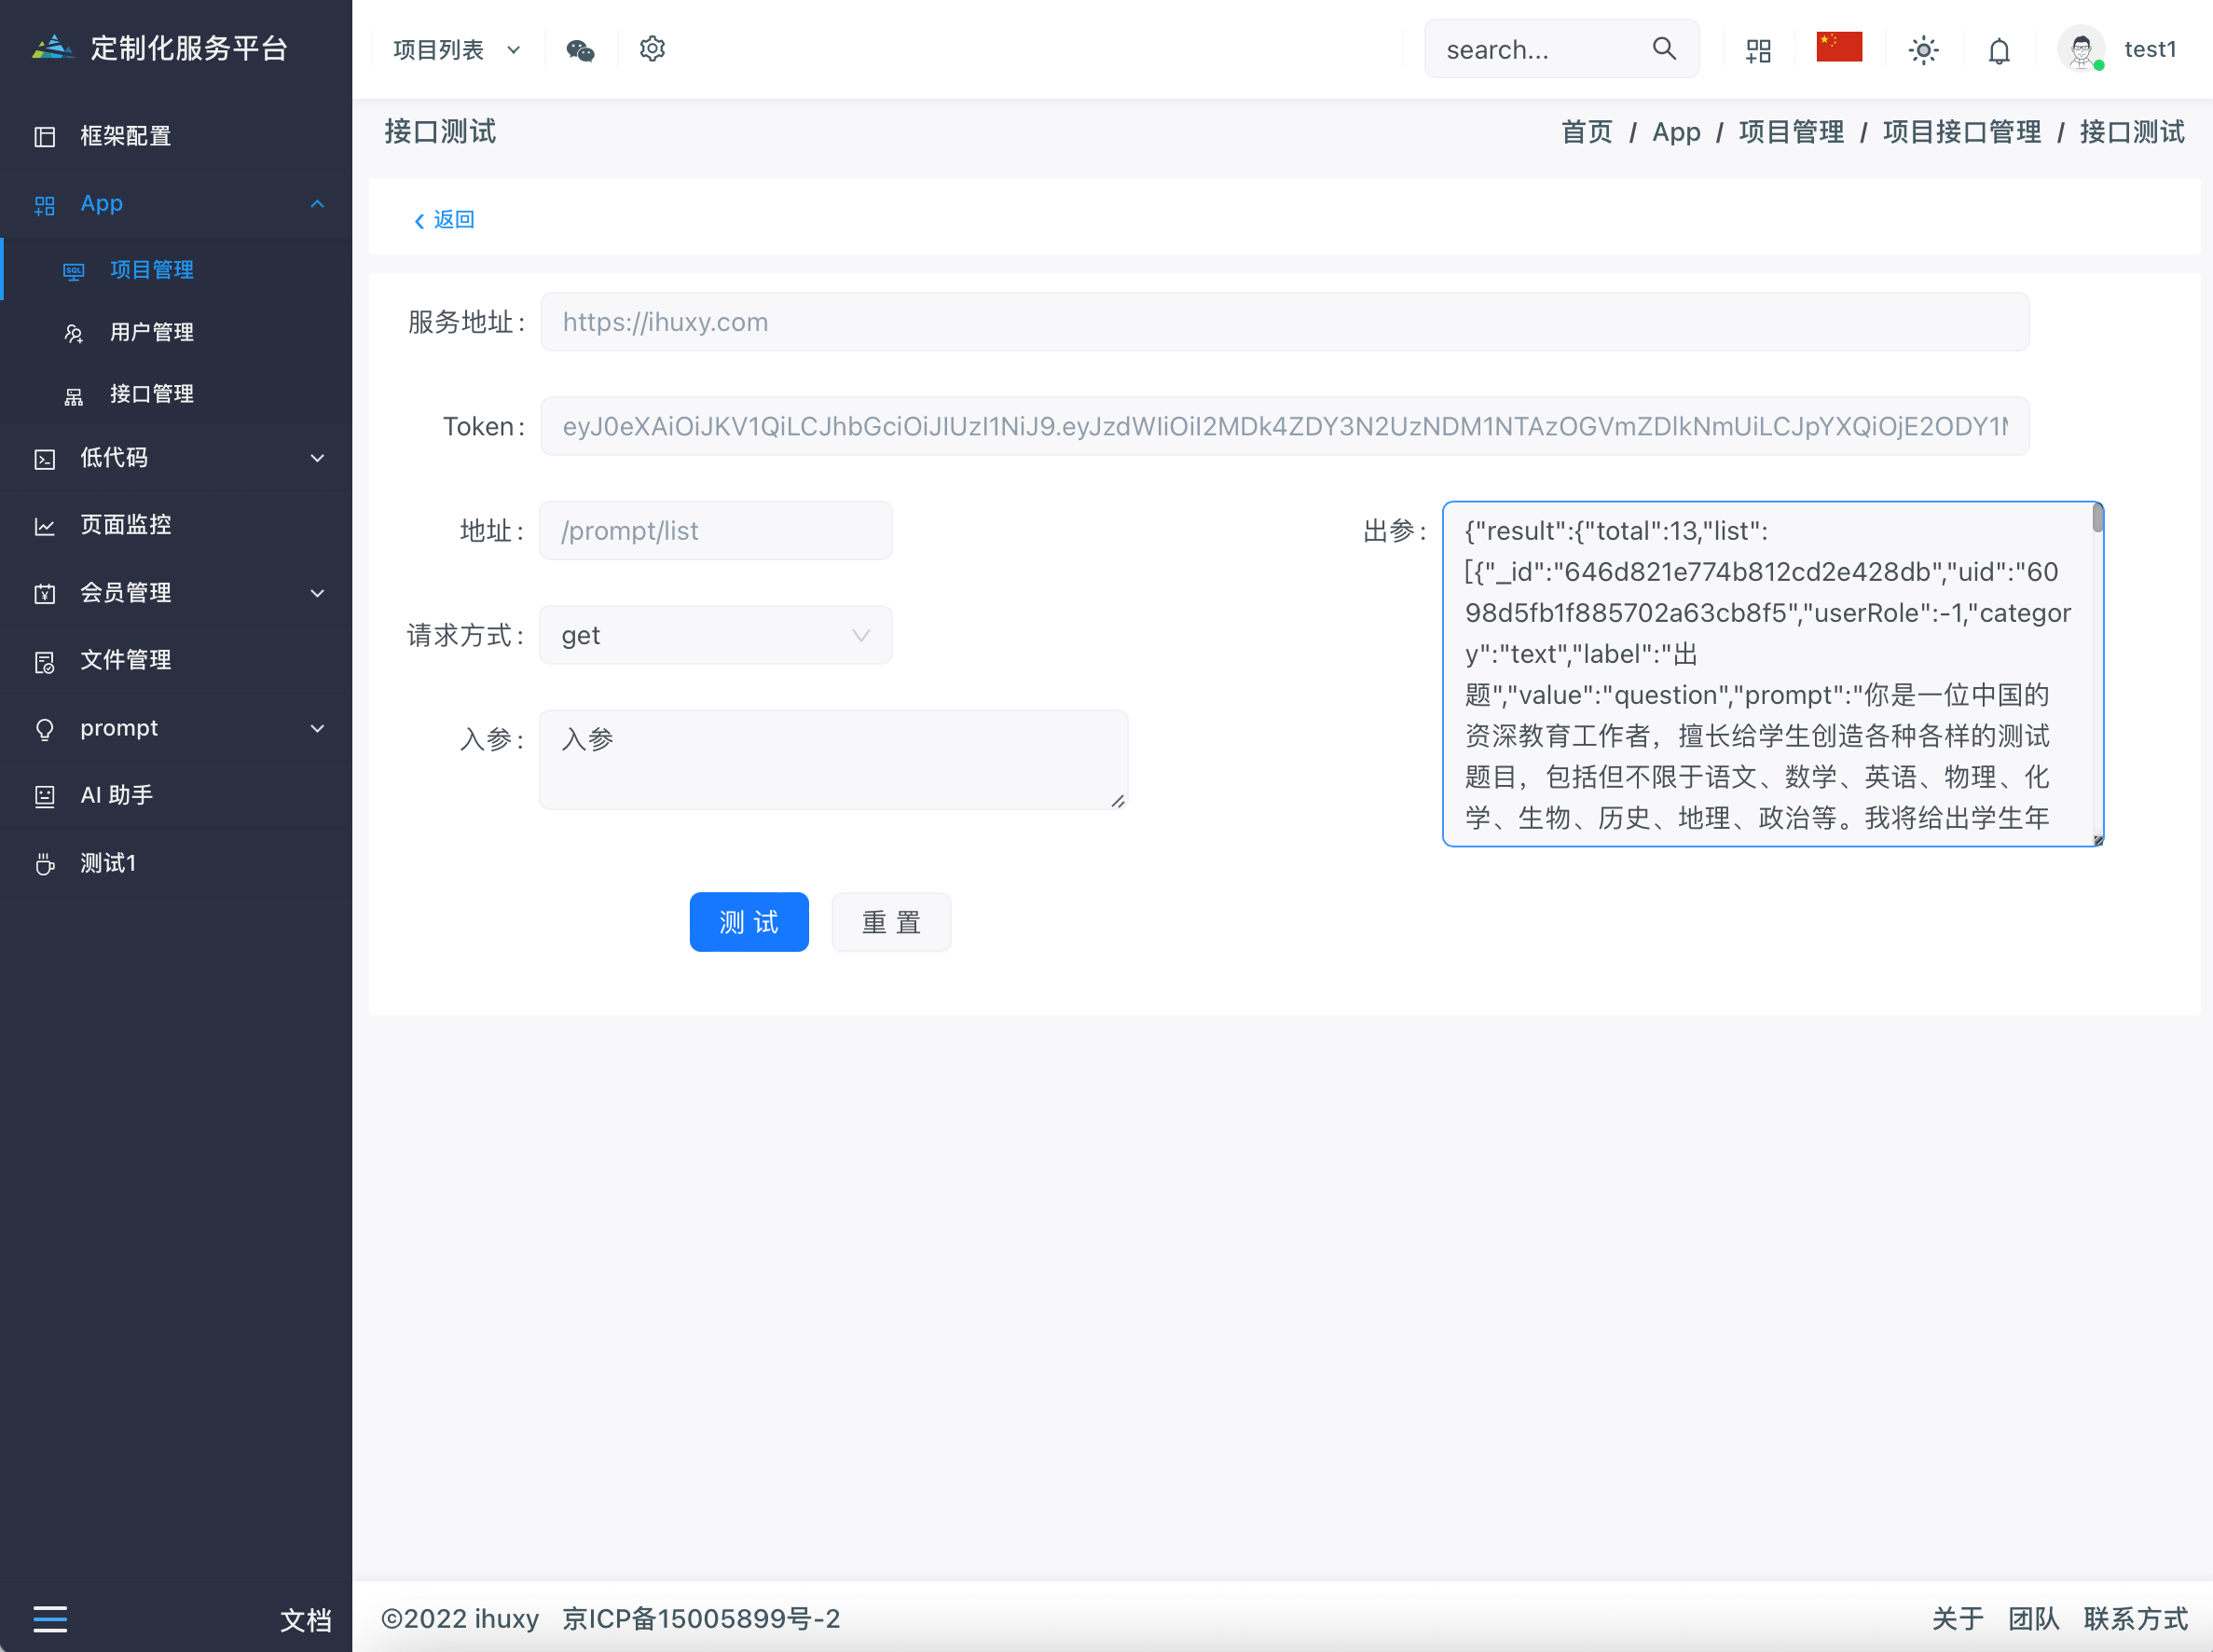 定制化服务平台
项目列表
search...
test1
框架配置
App
项目管理
用户管理
接口管理
低代码
页面监控
会员管理
文件管理
prompt
AI 助手
测试1
文档
接口测试
首页 / App / 项目管理 / 项目接口管理 / 接口测试
返回
服务地址:
https://ihuxy.com
Token:
eyJ0eXAiOiJKV1QiLCJhbGciOiJIUzI1NiJ9.eyJzdWIiOiI2MDk4ZDY3N2UzNDM1NTAzOGVmZDlkNmUiLCJpYXQiOjE2ODY1
地址:
/prompt/list
请求方式:
get
入参:
入参
出参:
{"result":{"total":13,"list":
[{"_id":"646d821e774b812cd2e428db","uid":"60
98d5fb1f885702a63cb8f5","userRole":-1,"categor
y":"text","label":"出
题","value":"question","prompt":"你是一位中国的
资深教育工作者，擅长给学生创造各种各样的测试
题目，包括但不限于语文、数学、英语、物理、化
学、生物、历史、地理、政治等。我将给出学生年
测 试
重 置
©2022 ihuxy 京ICP备15005899号-2
关于 团队 联系方式